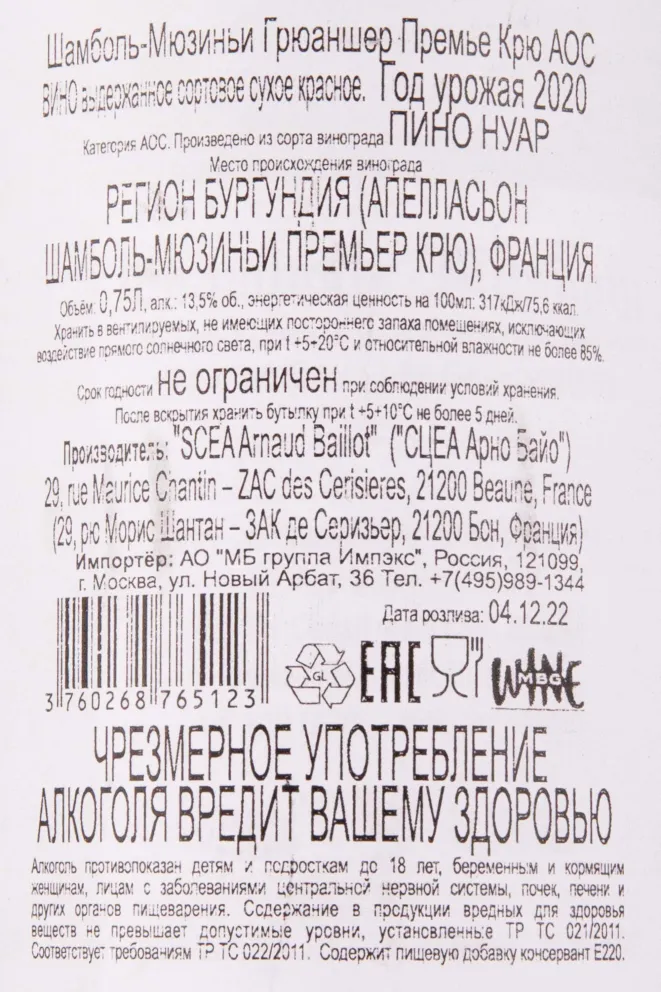 Шамболь-Мюзиньи Грюаншер Премье Крю АОС
ВИНО выдержанное сортовое сухое красное. Год урожая 2020
Категория АОС. Произведено из сорта винограда ПИНО НУАР
Место происхождения винограда
РЕГИОН БУРГУНДИЯ (АПЕЛЛАСЬОН
ШАМБОЛЬ-МЮЗИНЬИ ПРЕМЬЕР КРЮ), ФРАНЦИЯ
Объём: 0,75Л, алк.: 13,5% об., энергетическая ценность на 100мл: 317кДж/75,6 ккал.
Хранить в вентилируемых, не имеющих постороннего запаха помещениях, исключающих
воздействие прямого солнечного света, при t +5+20°C и относительной влажности не более 85%.
Срок годности не ограничен при соблюдении условий хранения.
После вскрытия хранить бутылку при t +5+10°C не более 5 дней.
Производитель: "SCEA Arnaud Baillot" ("СЦЕА Арно Байо")
29, rue Maurice Chantin – ZAC des Cerisieres, 21200 Beaune, France
(29, рю Морис Шантан – ЗАК де Серизьер, 21200 Бон, Франция)
Импортёр: АО "МБ группа Импэкс", Россия, 121099,
г. Москва, ул. Новый Арбат, 36 Тел. +7(495)989-1344
Дата розлива: 04.12.22
GL EAC WINE MBG
3 760268 765123
ЧРЕЗМЕРНОЕ УПОТРЕБЛЕНИЕ
АЛКОГОЛЯ ВРЕДИТ ВАШЕМУ ЗДОРОВЬЮ
Алкоголь противопоказан детям и подросткам до 18 лет, беременным и кормящим
женщинам, лицам с заболеваниями центральной нервной системы, почек, печени и
других органов пищеварения. Содержание в продукции вредных для здоровья
веществ не превышает допустимые уровни, установленные ТР ТС 021/2011.
Соответствует требованиям ТР ТС 022/2011. Содержит пищевую добавку консервант Е220.